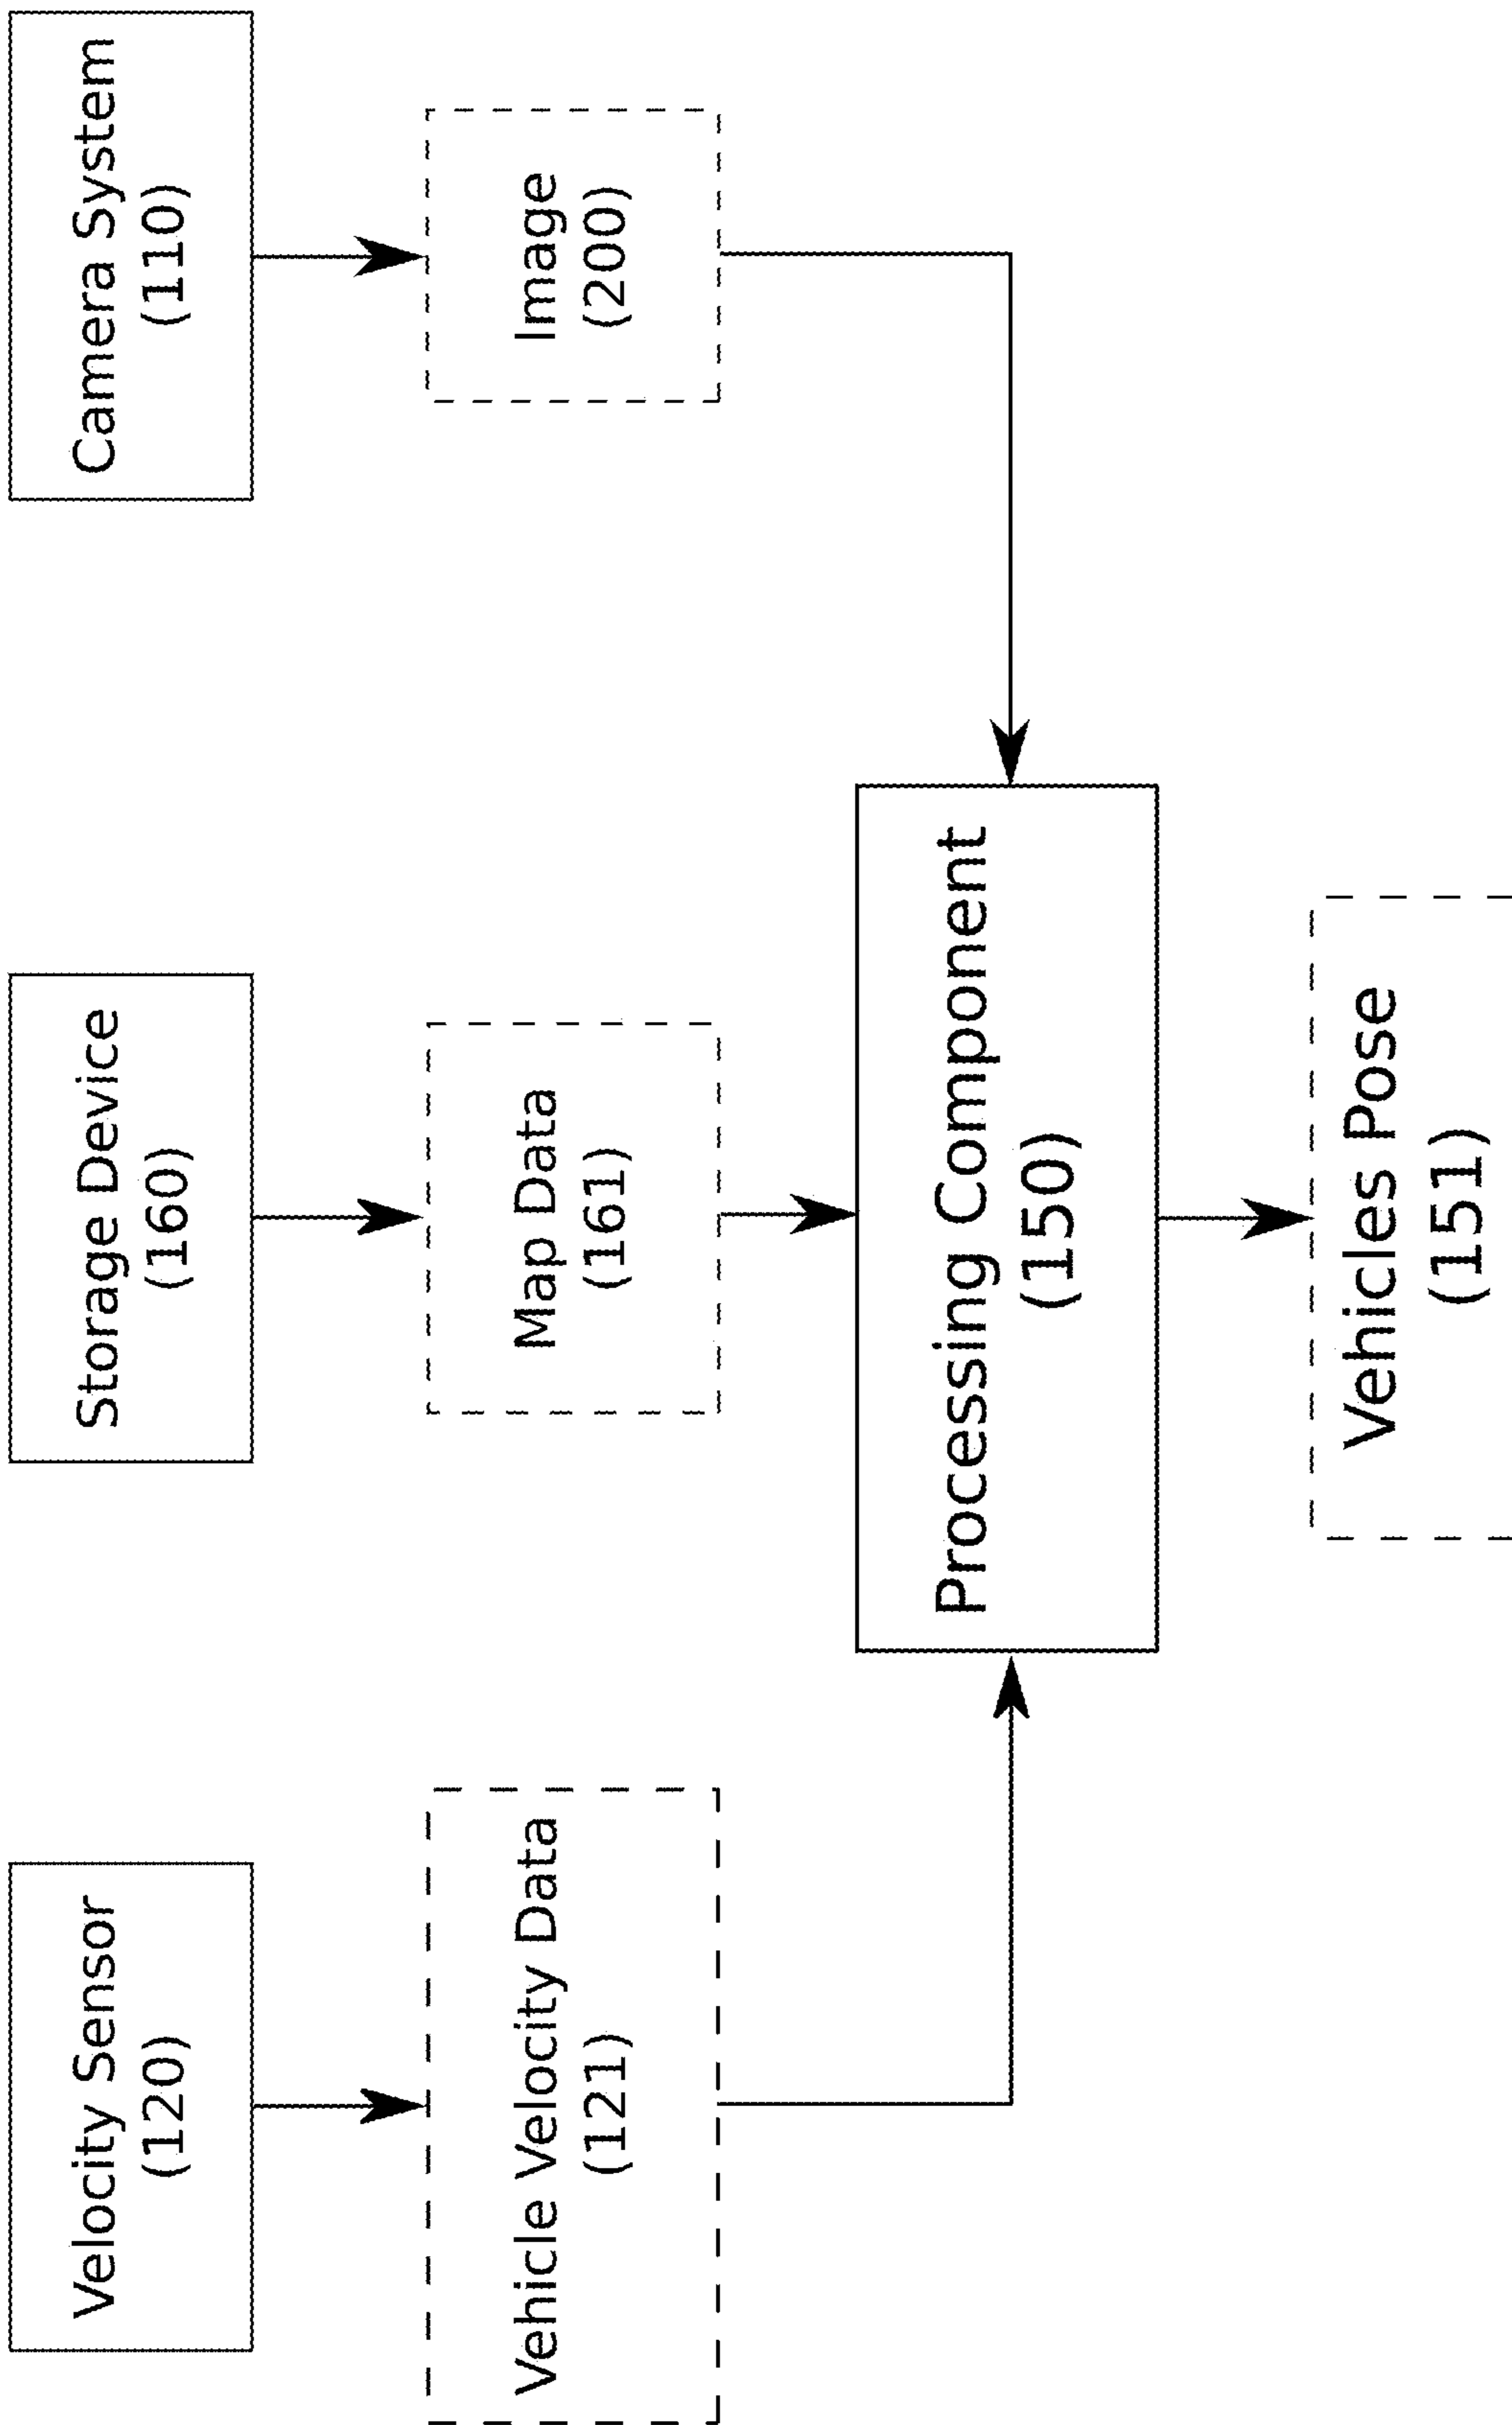 Velocity Sensor
(120)
Storage Device
(160)
Camera System
(110)
Vehicle Velocity Data
(121)
Map Data
(161)
Image
(200)
Processing Component
(150)
Vehicles Pose
(151)